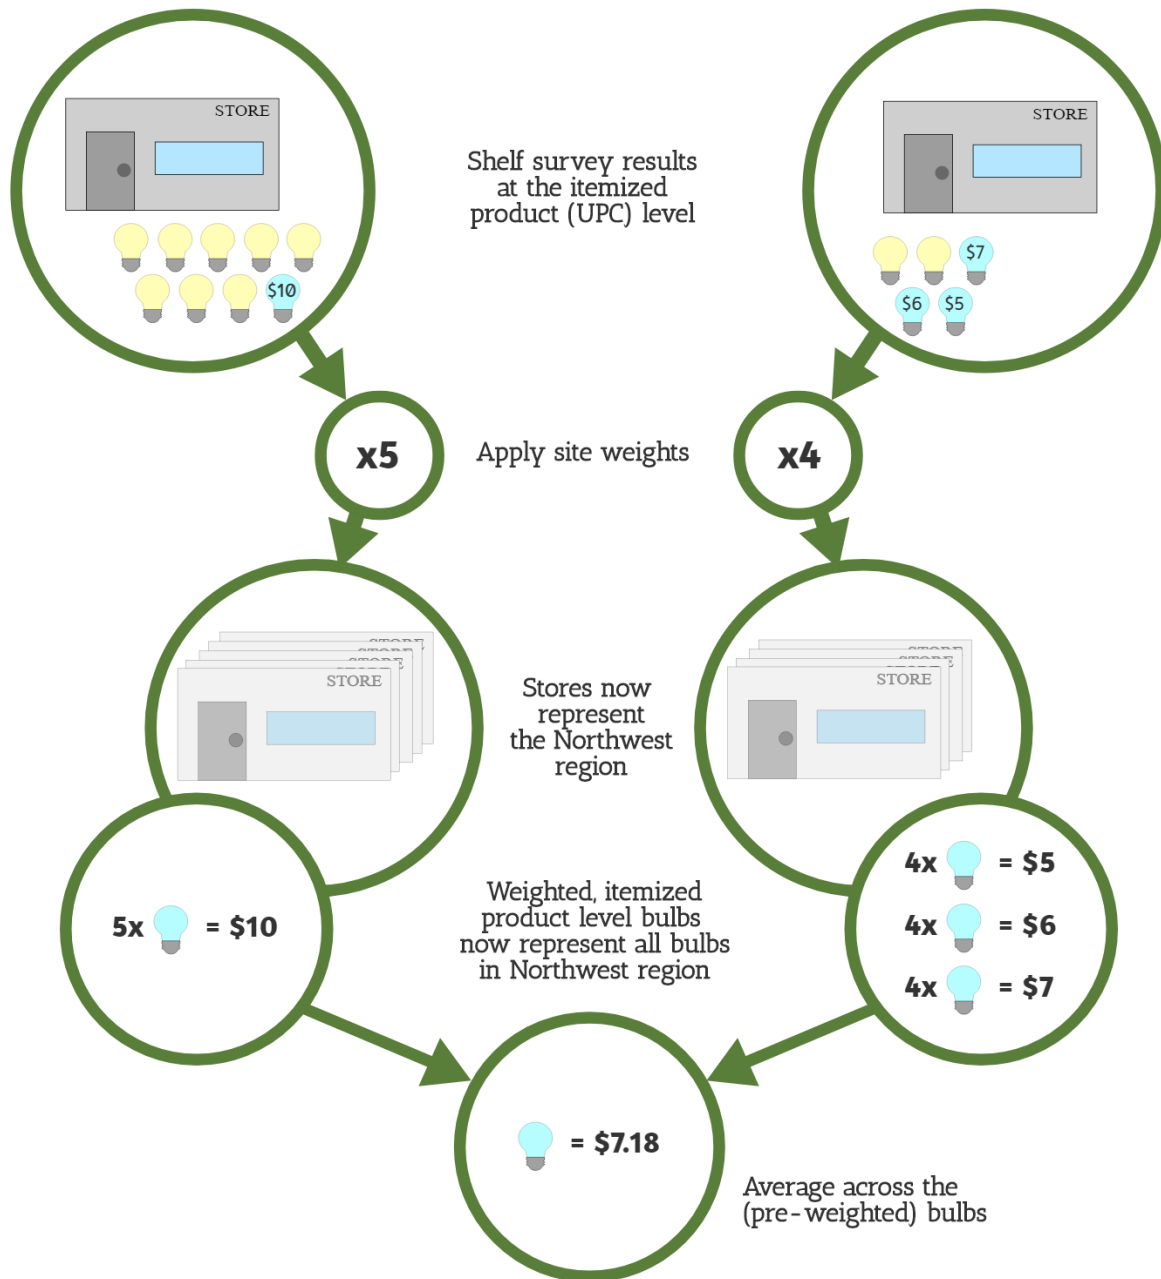 STORE
STORE
Shelf survey results
at the itemized
product (UPC) level
$10
$7
$6
$5
x5
Apply site weights
x4
STORE
STORE
Stores now
represent
the Northwest
region
5x = $10
Weighted, itemized
product level bulbs
now represent all bulbs
in Northwest region
4x = $5
4x = $6
4x = $7
= $7.18
Average across the
(pre-weighted) bulbs